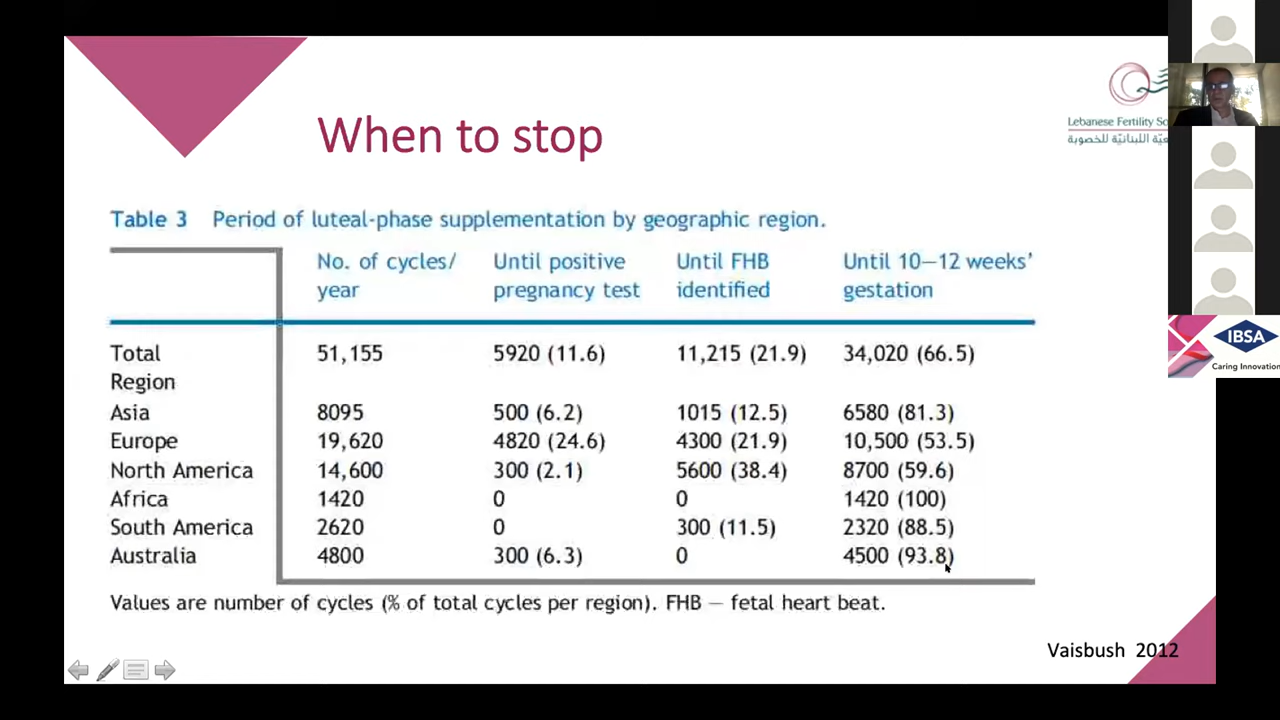 When to stop
Lebanese Fertility
اللبنانيّة للخصوبة
Table 3 Period of luteal-phase supplementation by geographic region.
No. of cycles/ year Until positive pregnancy test Until FHB identified Until 10—12 weeks’ gestation
Total 51,155 5920 (11.6) 11,215 (21.9) 34,020 (66.5)
Region
Asia 8095 500 (6.2) 1015 (12.5) 6580 (81.3)
Europe 19,620 4820 (24.6) 4300 (21.9) 10,500 (53.5)
North America 14,600 300 (2.1) 5600 (38.4) 8700 (59.6)
Africa 1420 0 0 1420 (100)
South America 2620 0 300 (11.5) 2320 (88.5)
Australia 4800 300 (6.3) 0 4500 (93.8)
Values are number of cycles (% of total cycles per region). FHB — fetal heart beat.
Vaisbush 2012
IBSA
Caring Innovation